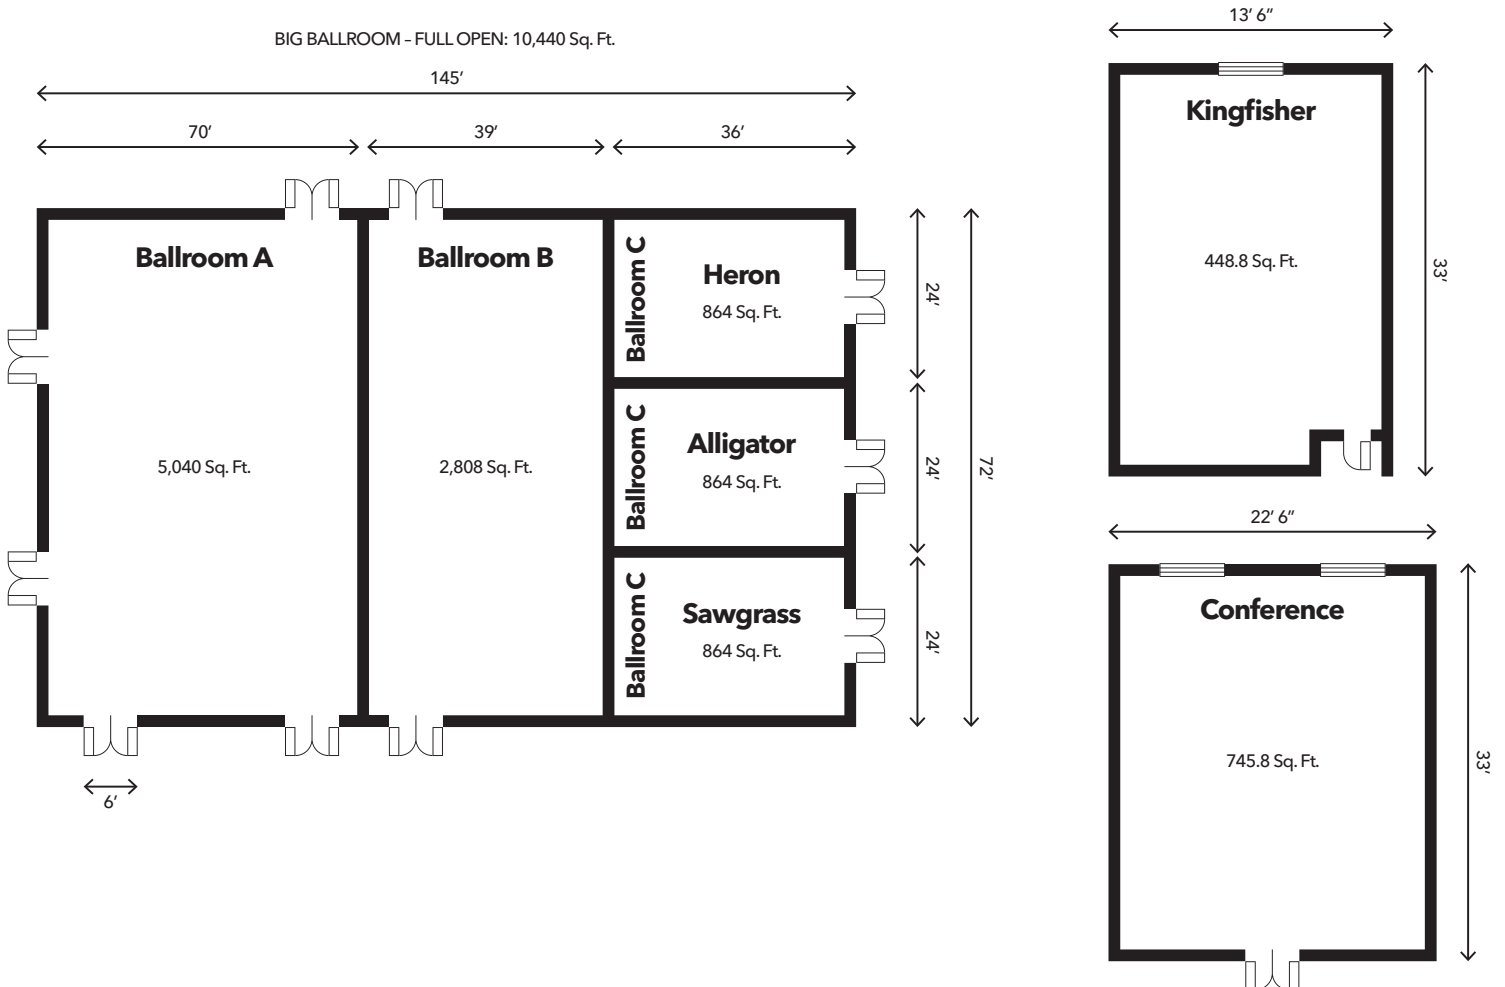 BIG BALLROOM – FULL OPEN: 10,440 Sq. Ft.
145′
70′
39′
36′
Ballroom A
5,040 Sq. Ft.
Ballroom B
2,808 Sq. Ft.
Ballroom C
Heron
864 Sq. Ft.
24′
Ballroom C
Alligator
864 Sq. Ft.
24′
72′
Ballroom C
Sawgrass
864 Sq. Ft.
24′
6′
13′ 6″
Kingfisher
448.8 Sq. Ft.
33′
22′ 6″
Conference
745.8 Sq. Ft.
33′